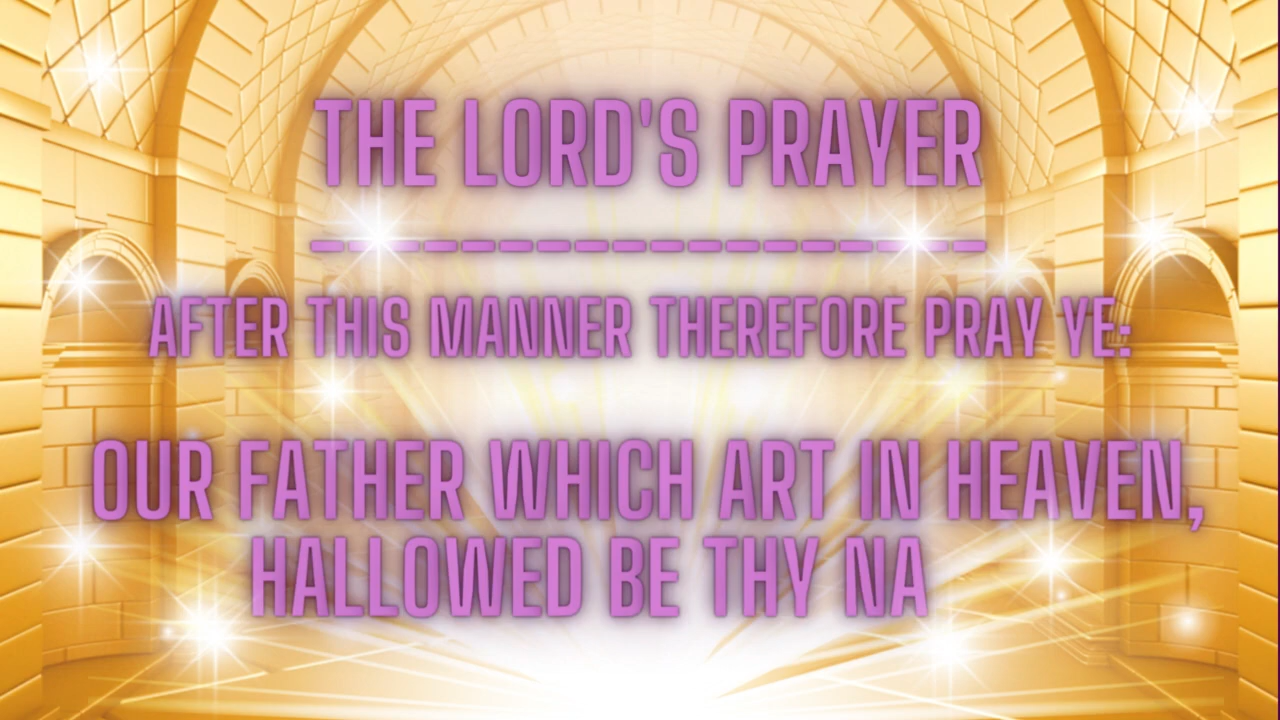 THE LORD'S PRAYER
------------------
AFTER THIS MANNER THEREFORE PRAY YE:
OUR FATHER WHICH ART IN HEAVEN,
HALLOWED BE THY NA